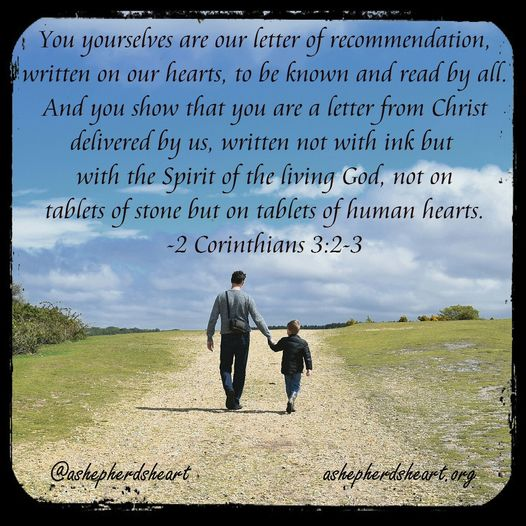 You yourselves are our letter of recommendation,
written on our hearts, to be known and read by all.
And you show that you are a letter from Christ
delivered by us, written not with ink but
with the Spirit of the living God, not on
tablets of stone but on tablets of human hearts.
-2 Corinthians 3:2-3
@ashepherdsheart
ashepherdsheart.org